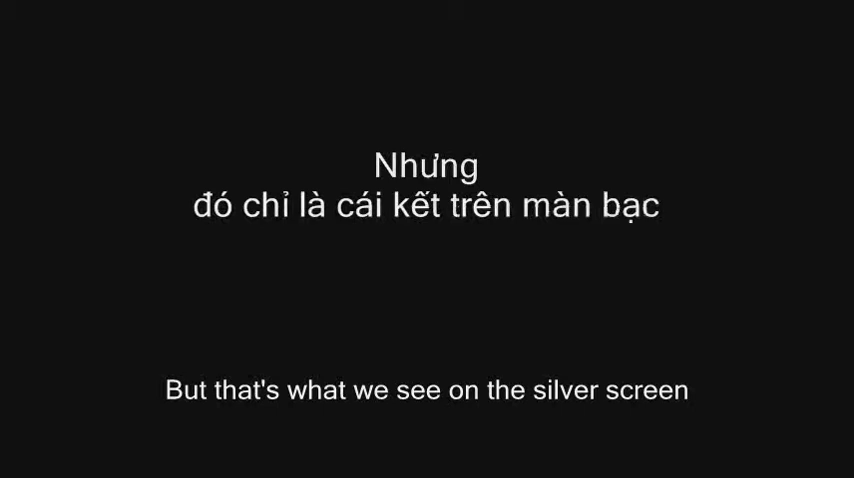 Nhưng
đó chỉ là cái kết trên màn bạc
But that's what we see on the silver screen